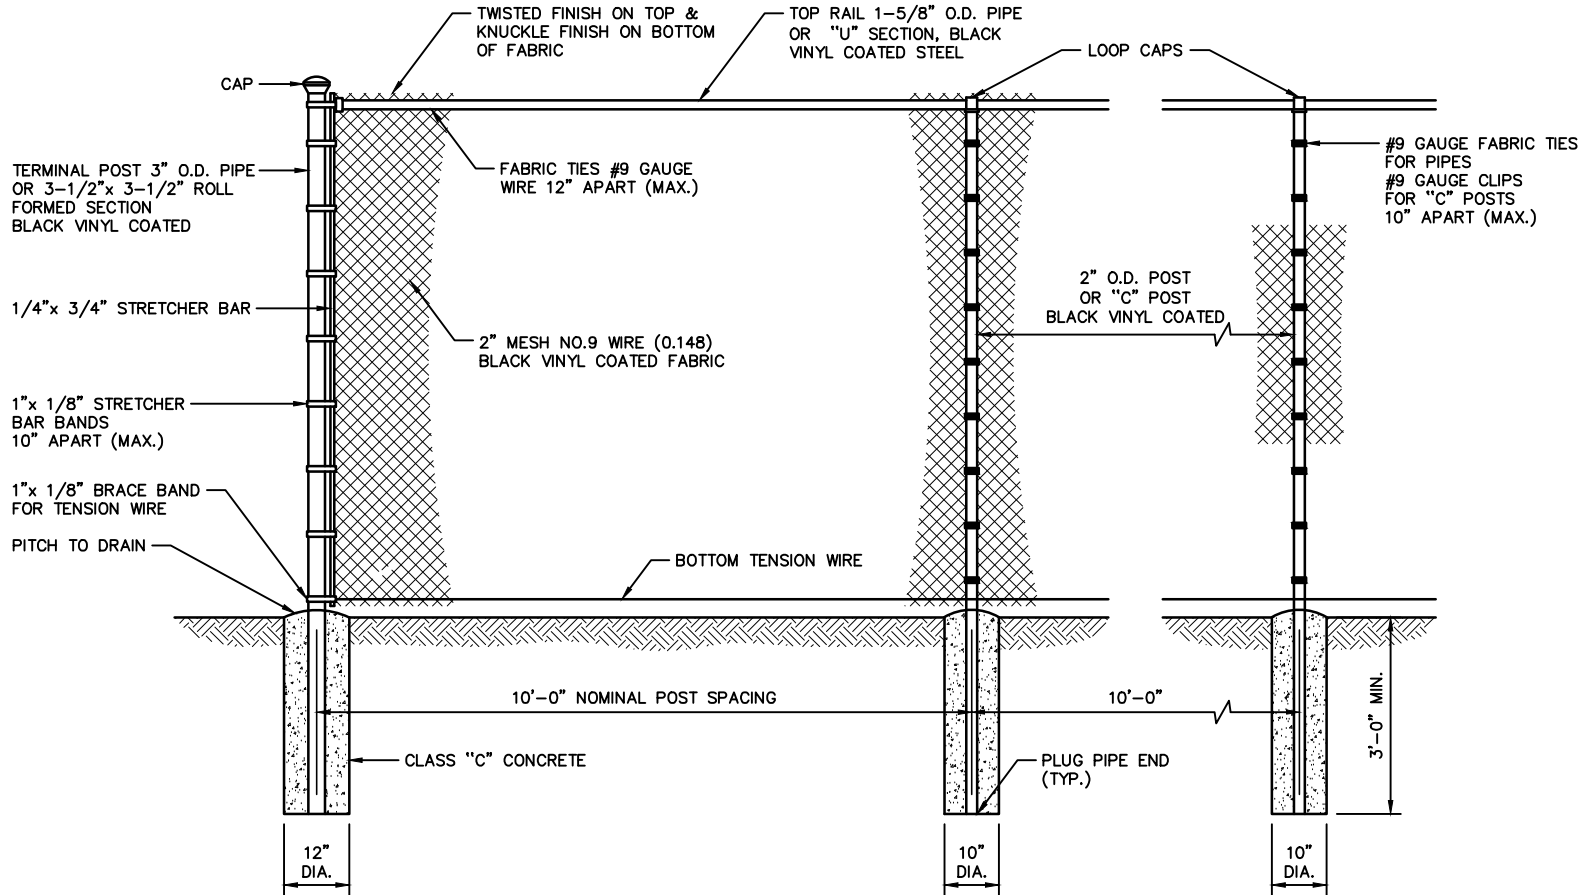 TWISTED FINISH ON TOP &
KNUCKLE FINISH ON BOTTOM
OF FABRIC
TOP RAIL 1-5/8" O.D. PIPE
OR "U" SECTION, BLACK
VINYL COATED STEEL
LOOP CAPS
CAP
TERMINAL POST 3" O.D. PIPE
OR 3-1/2"x 3-1/2" ROLL
FORMED SECTION
BLACK VINYL COATED
FABRIC TIES #9 GAUGE
WIRE 12" APART (MAX.)
#9 GAUGE FABRIC TIES
FOR PIPES
#9 GAUGE CLIPS
FOR "C" POSTS
10" APART (MAX.)
2" O.D. POST
OR "C" POST
BLACK VINYL COATED
1/4"x 3/4" STRETCHER BAR
2" MESH NO.9 WIRE (0.148)
BLACK VINYL COATED FABRIC
1"x 1/8" STRETCHER
BAR BANDS
10" APART (MAX.)
1"x 1/8" BRACE BAND
FOR TENSION WIRE
PITCH TO DRAIN
BOTTOM TENSION WIRE
10'-0" NOMINAL POST SPACING
10'-0"
3'-0" MIN.
CLASS "C" CONCRETE
PLUG PIPE END
(TYP.)
12"
DIA.
10"
DIA.
10"
DIA.